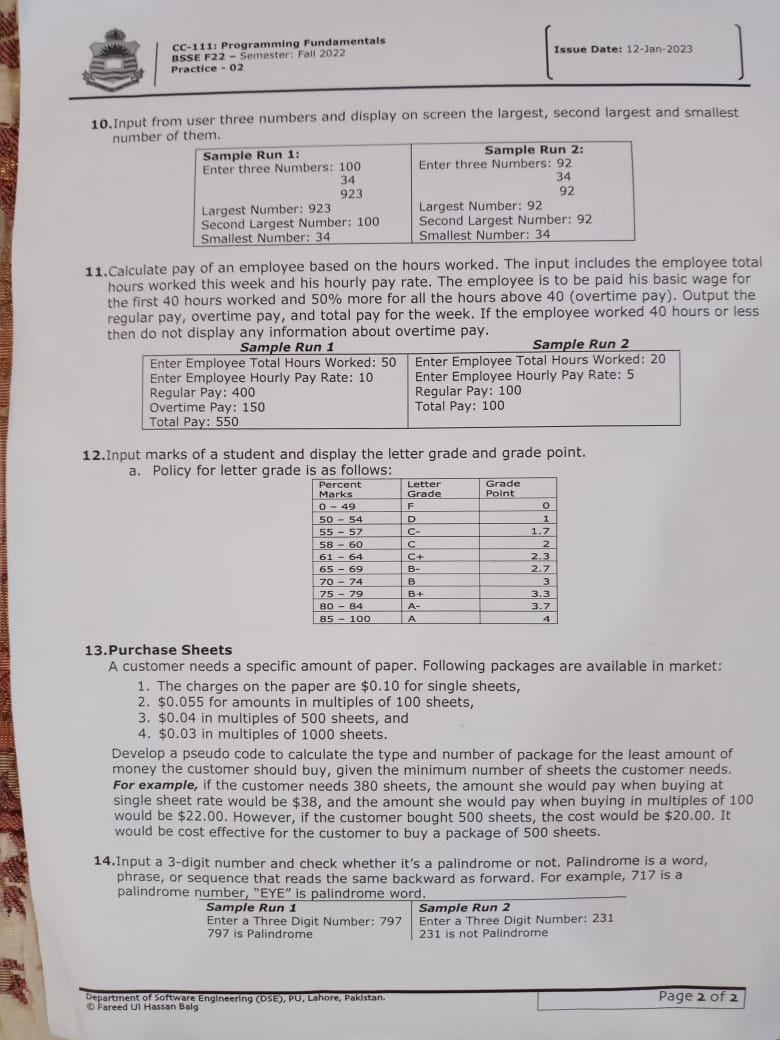 CC-111: Programming Fundamentals
BSSE F22 – Semester: Fall 2022
Practice - 02
Issue Date: 12-Jan-2023
10.Input from user three numbers and display on screen the largest, second largest and smallest
number of them.
Sample Run 1:
Enter three Numbers: 100
34
923
Largest Number: 923
Second Largest Number: 100
Smallest Number: 34
Sample Run 2:
Enter three Numbers: 92
34
92
Largest Number: 92
Second Largest Number: 92
Smallest Number: 34
11.Calculate pay of an employee based on the hours worked. The input includes the employee total
hours worked this week and his hourly pay rate. The employee is to be paid his basic wage for
the first 40 hours worked and 50% more for all the hours above 40 (overtime pay). Output the
regular pay, overtime pay, and total pay for the week. If the employee worked 40 hours or less
then do not display any information about overtime pay.
Sample Run 1
Enter Employee Total Hours Worked: 50
Enter Employee Hourly Pay Rate: 10
Regular Pay: 400
Overtime Pay: 150
Total Pay: 550
Sample Run 2
Enter Employee Total Hours Worked: 20
Enter Employee Hourly Pay Rate: 5
Regular Pay: 100
Total Pay: 100
12.Input marks of a student and display the letter grade and grade point.
a. Policy for letter grade is as follows:
Percent Marks Letter Grade Grade Point
0 – 49 F 0
50 – 54 D 1
55 – 57 C- 1.7
58 – 60 C 2
61 – 64 C+ 2.3
65 – 69 B- 2.7
70 – 74 B 3
75 – 79 B+ 3.3
80 – 84 A- 3.7
85 – 100 A 4
13.Purchase Sheets
A customer needs a specific amount of paper. Following packages are available in market:
1. The charges on the paper are $0.10 for single sheets,
2. $0.055 for amounts in multiples of 100 sheets,
3. $0.04 in multiples of 500 sheets, and
4. $0.03 in multiples of 1000 sheets.
Develop a pseudo code to calculate the type and number of package for the least amount of
money the customer should buy, given the minimum number of sheets the customer needs.
For example, if the customer needs 380 sheets, the amount she would pay when buying at
single sheet rate would be $38, and the amount she would pay when buying in multiples of 100
would be $22.00. However, if the customer bought 500 sheets, the cost would be $20.00. It
would be cost effective for the customer to buy a package of 500 sheets.
14.Input a 3-digit number and check whether it's a palindrome or not. Palindrome is a word,
phrase, or sequence that reads the same backward as forward. For example, 717 is a
palindrome number, "EYE" is palindrome word.
Sample Run 1
Enter a Three Digit Number: 797
797 is Palindrome
Sample Run 2
Enter a Three Digit Number: 231
231 is not Palindrome
Department of Software Engineering (DSE), PU, Lahore, Pakistan.
© Fareed Ul Hassan Baig
Page 2 of 2